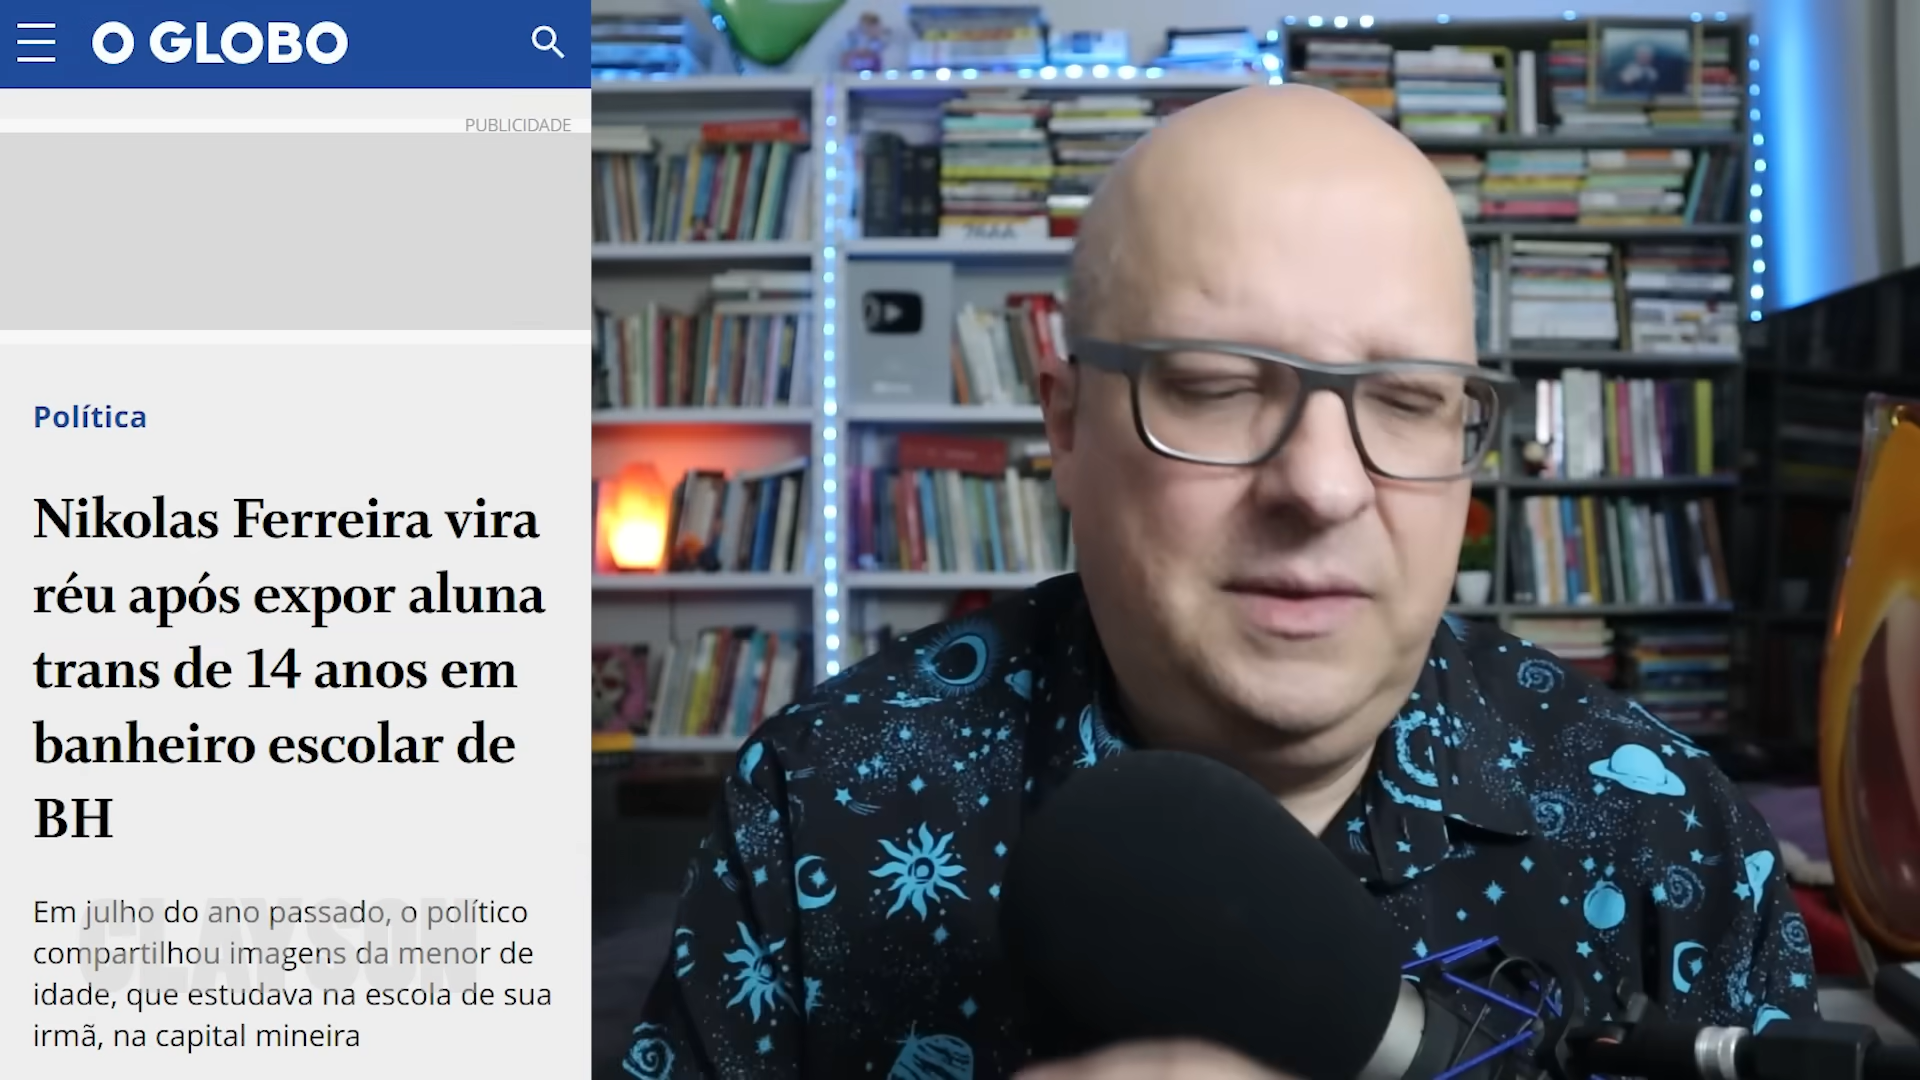 O GLOBO
PUBLICIDADE
Política
Nikolas Ferreira vira
réu após expor aluna
trans de 14 anos em
banheiro escolar de
BH
Em julho do ano passado, o político
compartilhou imagens da menor de
idade, que estudava na escola de sua
irmã, na capital mineira
CLAYSON